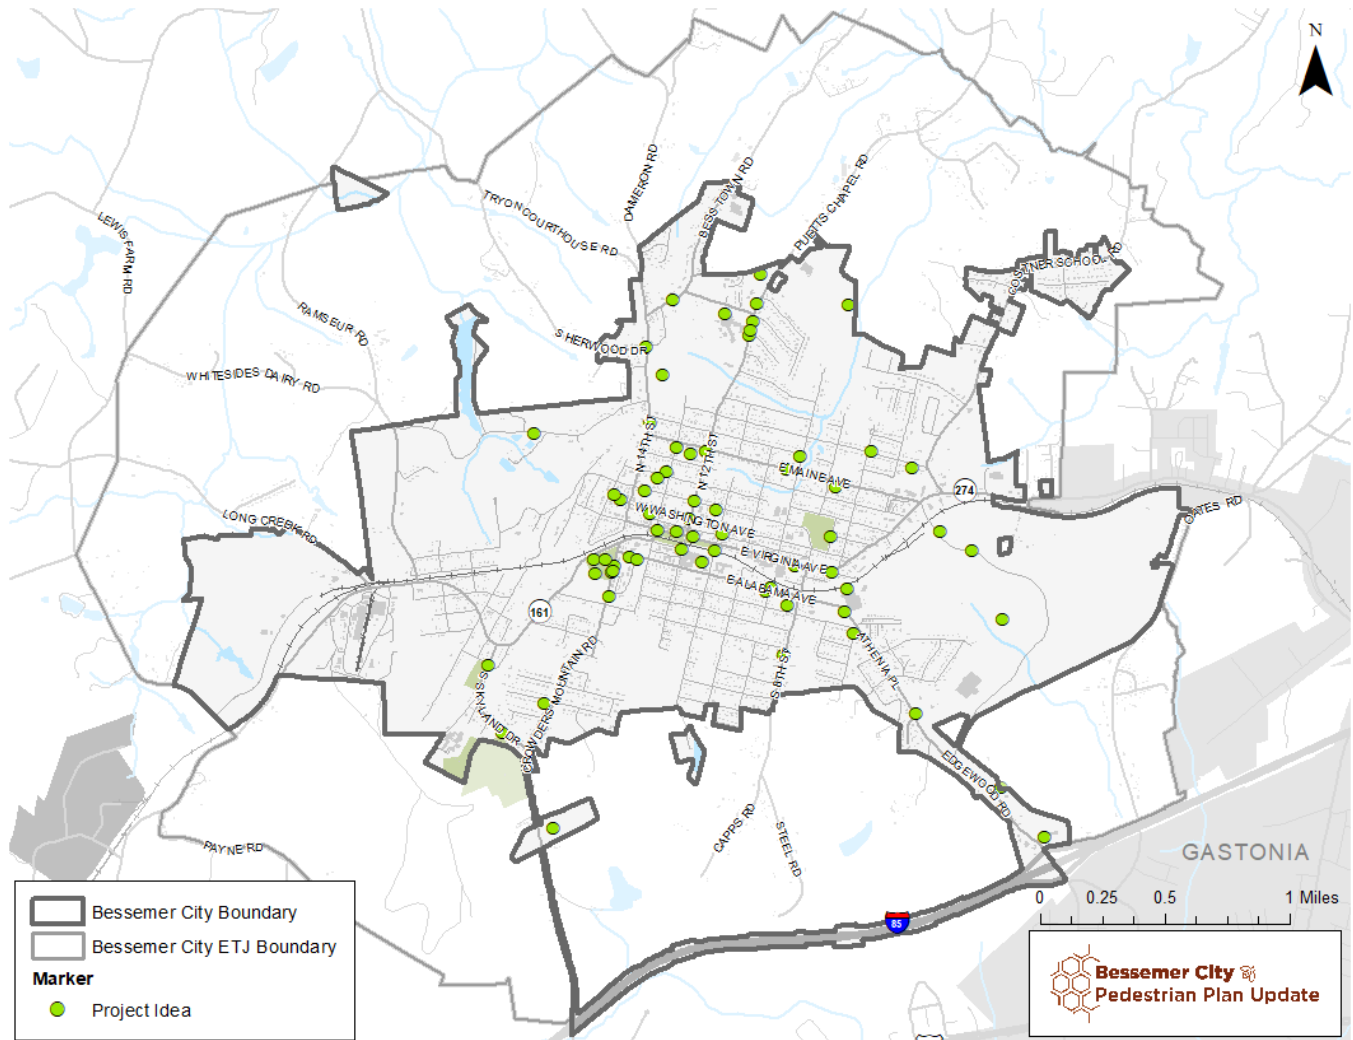 N
DAMERON RD
BESS TOWN RD
PUETTS CHAPEL RD
TRYON COURTHOUSE RD
LEWIS FARM RD
COSTNER SCHOOL RD
RAMSEUR RD
SHERWOOD DR
WHITESIDES DAIRY RD
N 14TH ST
N 12TH ST
E MAINE AVE
274
OATES RD
LONG CREEK RD
W WASHINGTON AVE
E VIRGINIA AVE
E ALABAMA AVE
161
CROWDERS MOUNTAIN RD
S 8TH ST
ATHENIA PL
S SKYLAND DR
EDGEWOOD RD
CAPPS RD
STEEL RD
PAYNE RD
GASTONIA
85
0 0.25 0.5 1 Miles
Bessemer City Boundary
Bessemer City ETJ Boundary
Marker
Project Idea
Bessemer City
Pedestrian Plan Update